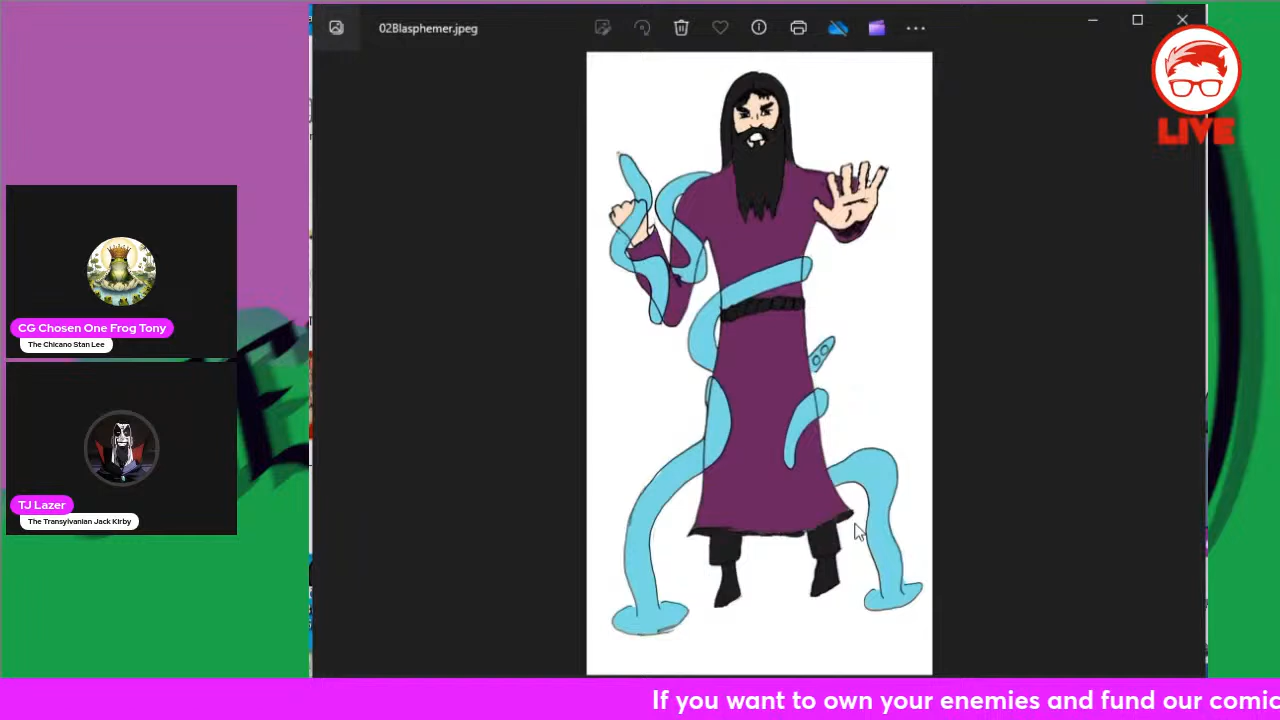 02Blasphemer.jpeg
LIVE
CG Chosen One Frog Tony
The Chicano Stan Lee
TJ Lazer
The Transylvanian Jack Kirby
If you want to own your enemies and fund our comic